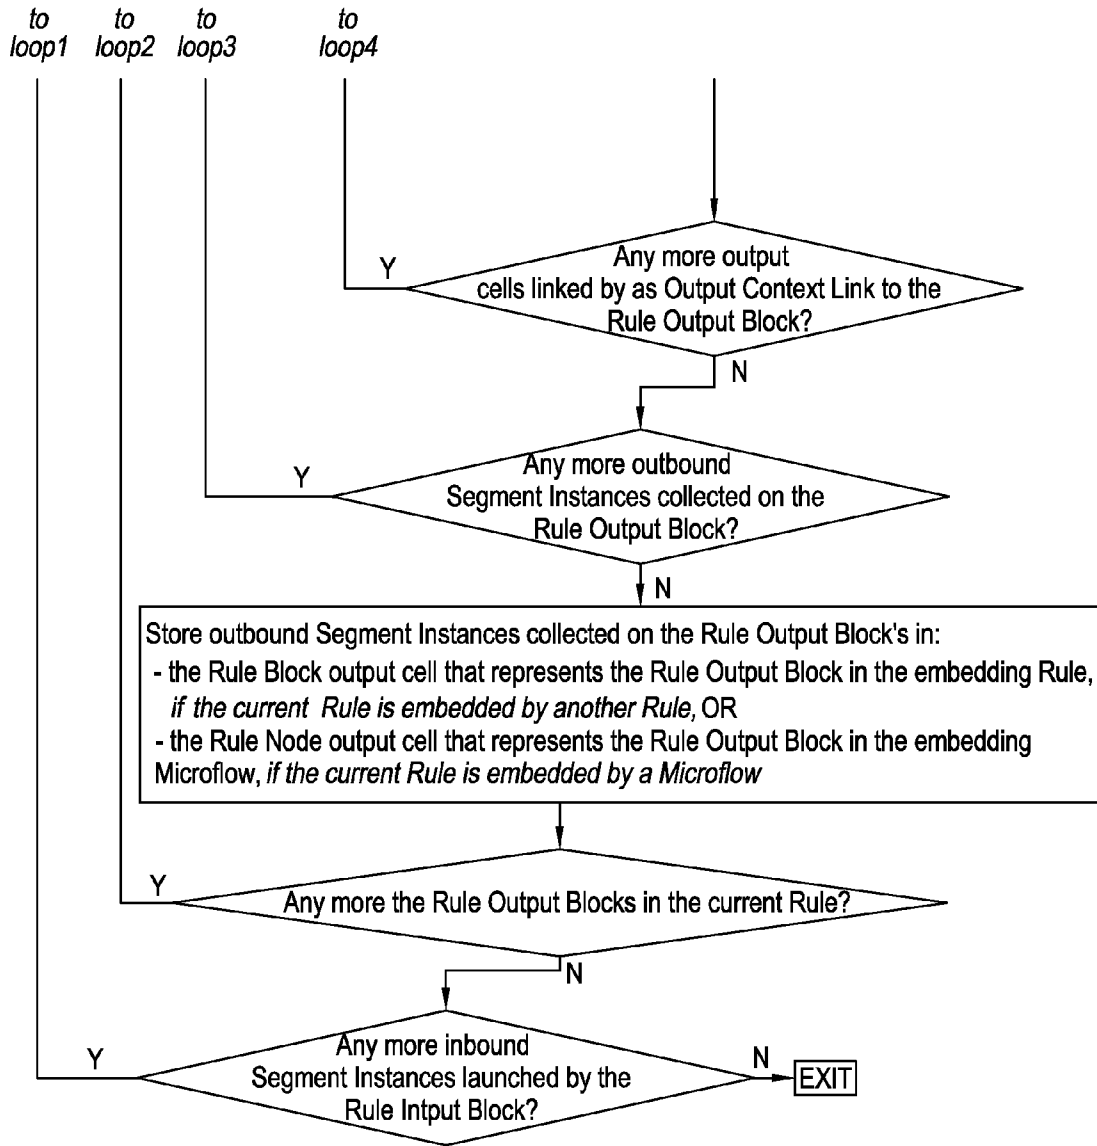 to
loop1
to
loop2
to
loop3
to
loop4
Any more output
cells linked by as Output Context Link to the
Rule Output Block?
Y
N
Any more outbound
Segment Instances collected on the
Rule Output Block?
Y
N
Store outbound Segment Instances collected on the Rule Output Block's in:
- the Rule Block output cell that represents the Rule Output Block in the embedding Rule,
if the current Rule is embedded by another Rule, OR
- the Rule Node output cell that represents the Rule Output Block in the embedding
Microflow, if the current Rule is embedded by a Microflow
Y
Any more the Rule Output Blocks in the current Rule?
N
Any more inbound
Segment Instances launched by the
Rule Intput Block?
Y
N
EXIT